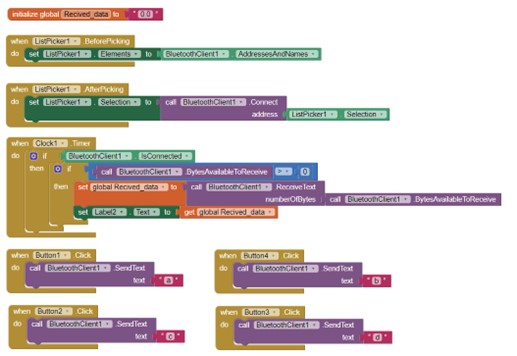 initialize global Recived_data to " 0.0 "
when ListPicker1 .BeforePicking
do set ListPicker1 . Elements to BluetoothClient1 . AddressesAndNames
when ListPicker1 .AfterPicking
do set ListPicker1 . Selection to call BluetoothClient1 .Connect
address ListPicker1 . Selection
when Clock1 .Timer
do if BluetoothClient1 . IsConnected
then if call BluetoothClient1 .BytesAvailableToReceive > 0
then set global Recived_data to call BluetoothClient1 .ReceiveText
numberOfBytes call BluetoothClient1 .BytesAvailableToReceive
set Label2 . Text to get global Recived_data
when Button1 .Click
do call BluetoothClient1 .SendText
text " a "
when Button4 .Click
do call BluetoothClient1 .SendText
text " b "
when Button2 .Click
do call BluetoothClient1 .SendText
text " c "
when Button3 .Click
do call BluetoothClient1 .SendText
text " d "